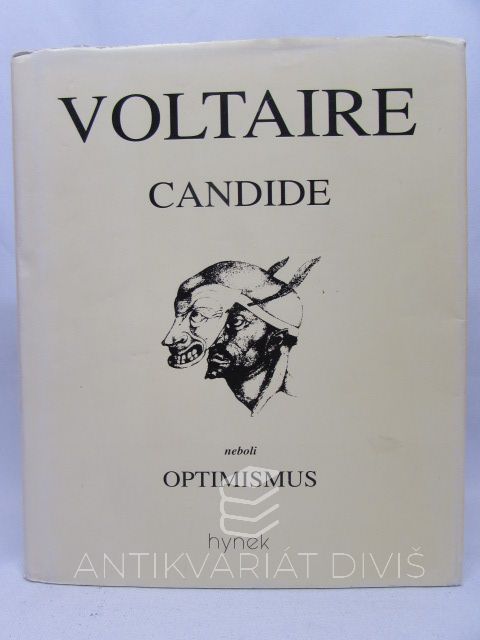 VOLTAIRE
CANDIDE
neboli
OPTIMISMUS
hynek
ANTIKVARIÁT DIVIŠ